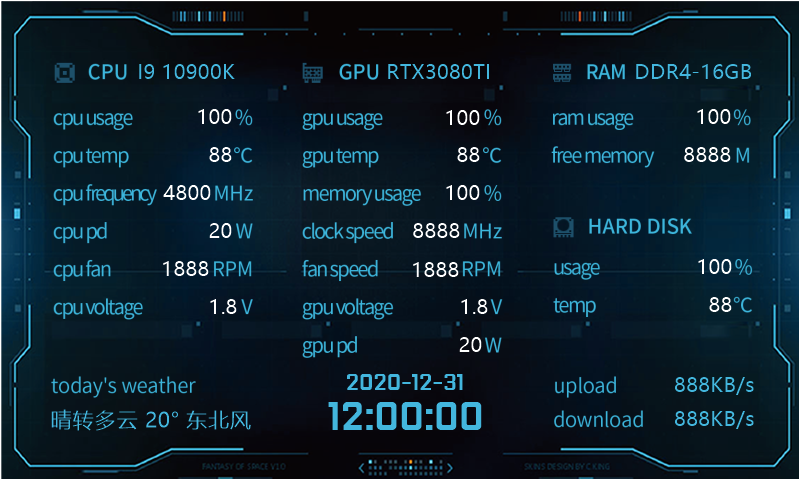 CPU I9 10900K
cpu usage 100 %
cpu temp 88 °C
cpu frequency 4800 MHz
cpu pd 20 W
cpu fan 1888 RPM
cpu voltage 1.8 V
GPU RTX3080TI
gpu usage 100 %
gpu temp 88 °C
memory usage 100 %
clock speed 8888 MHz
fan speed 1888 RPM
gpu voltage 1.8 V
gpu pd 20 W
RAM DDR4-16GB
ram usage 100 %
free memory 8888 M
HARD DISK
usage 100 %
temp 88 °C
today's weather
晴转多云 20° 东北风
2020-12-31
12:00:00
upload 888KB/s
download 888KB/s
FANTASY OF SPACE V1.0
SKINS DESIGN BY C.KING